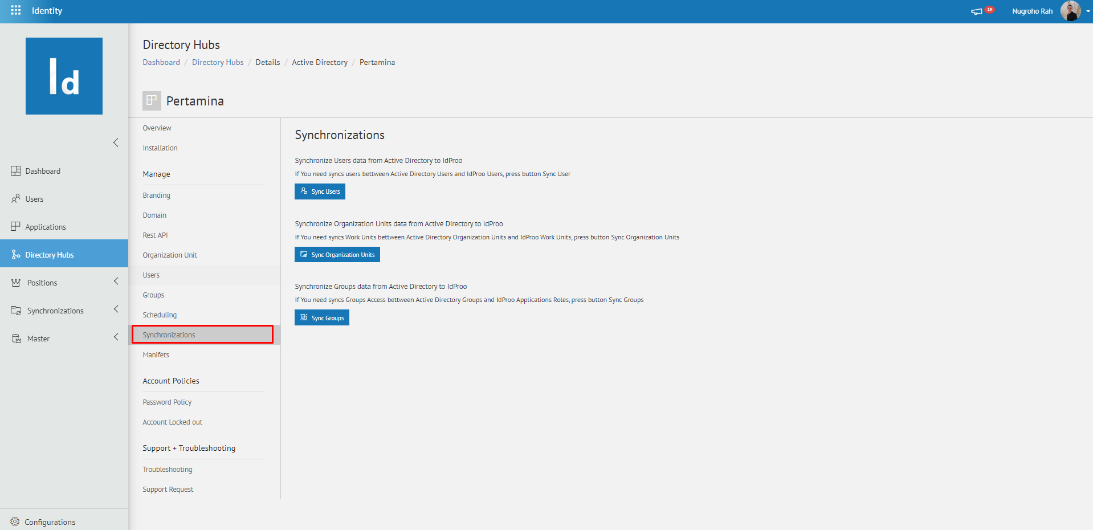 Identity
19
Nugroho Rah
Id
Dashboard
Users
Applications
Directory Hubs
Positions
Synchronizations
Master
Configurations
Directory Hubs
Dashboard / Directory Hubs / Details / Active Directory / Pertamina
Pertamina
Overview
Installation
Manage
Branding
Domain
Rest API
Organization Unit
Users
Groups
Scheduling
Synchronizations
Manifets
Account Policies
Password Policy
Account Locked out
Support + Troubleshooting
Troubleshooting
Support Request
Synchronizations
Synchronize Users data from Active Directory to IdProo
If You need syncs users bettween Active Directory Users and IdProo Users, press button Sync User
Sync Users
Synchronize Organization Units data from Active Directory to IdProo
If You need syncs Work Units bettween Active Directory Organization Units and IdProo Work Units, press button Sync Organization Units
Sync Organization Units
Synchronize Groups data from Active Directory to IdProo
If You need syncs Groups Access bettween Active Directory Groups and IdProo Applications Roles, press button Sync Groups
Sync Groups